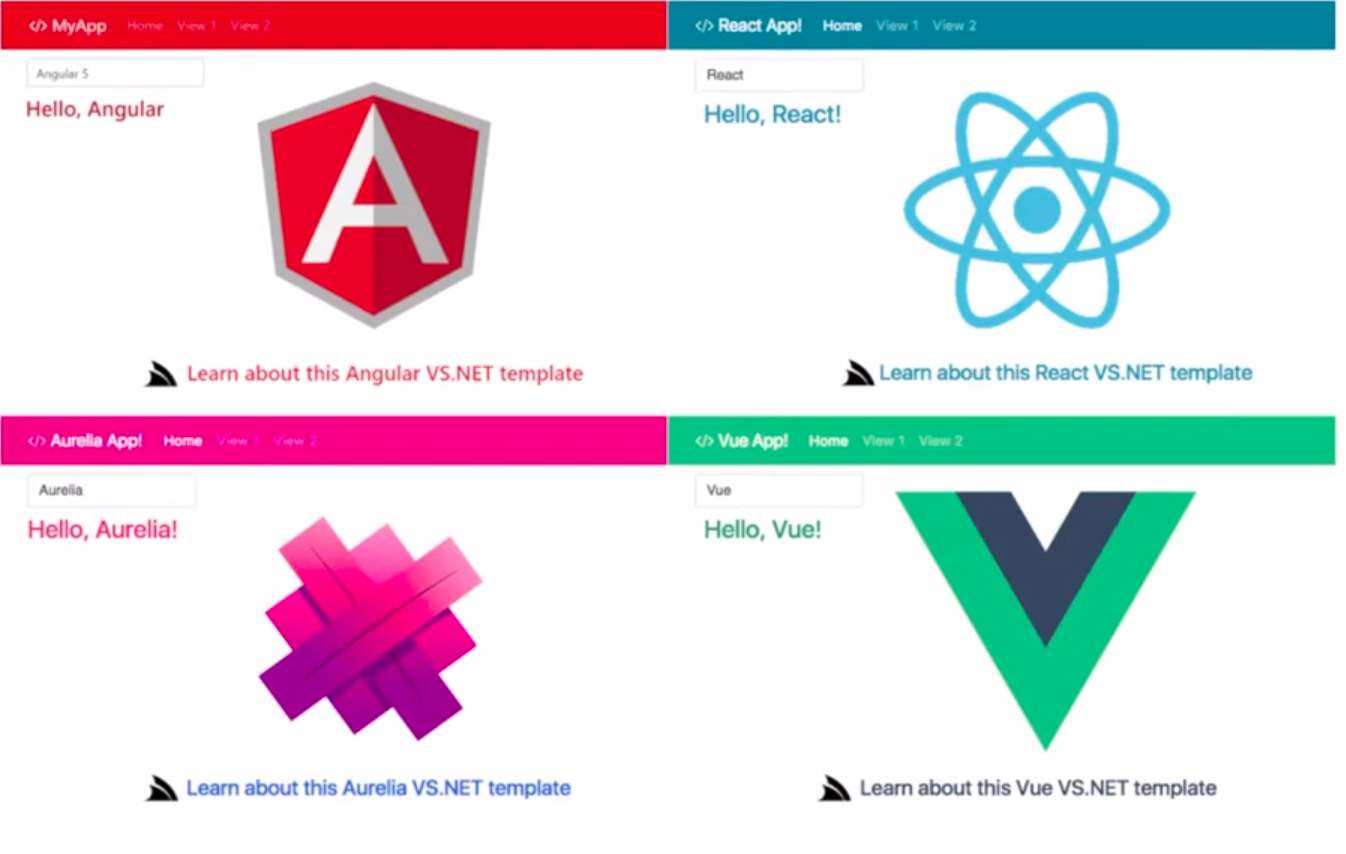 </> MyApp Home View 1 View 2
Angular 5
Hello, Angular
Learn about this Angular VS.NET template
</> React App! Home View 1 View 2
React
Hello, React!
Learn about this React VS.NET template
</> Aurelia App! Home View 1 View 2
Aurelia
Hello, Aurelia!
Learn about this Aurelia VS.NET template
</> Vue App! Home View 1 View 2
Vue
Hello, Vue!
Learn about this Vue VS.NET template